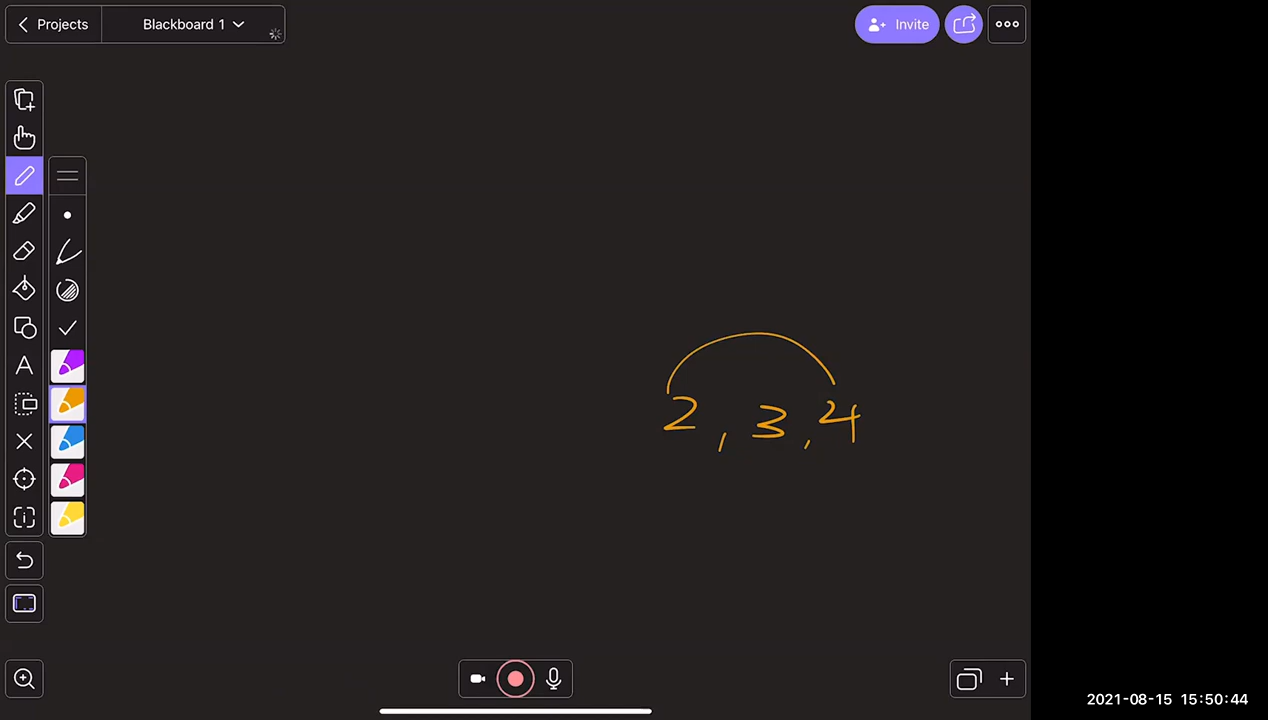 Projects
Blackboard 1
Invite
A
2, 3, 4
2021-08-15 15:50:44